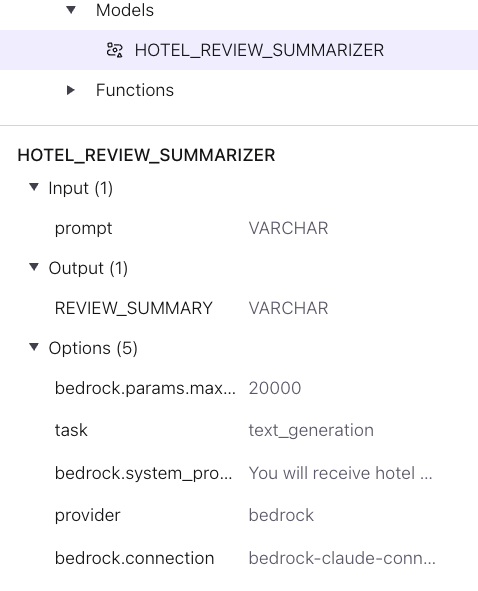 Models
HOTEL_REVIEW_SUMMARIZER
Functions
HOTEL_REVIEW_SUMMARIZER
Input (1)
prompt VARCHAR
Output (1)
REVIEW_SUMMARY VARCHAR
Options (5)
bedrock.params.max... 20000
task text_generation
bedrock.system_pro... You will receive hotel ...
provider bedrock
bedrock.connection bedrock-claude-conn...